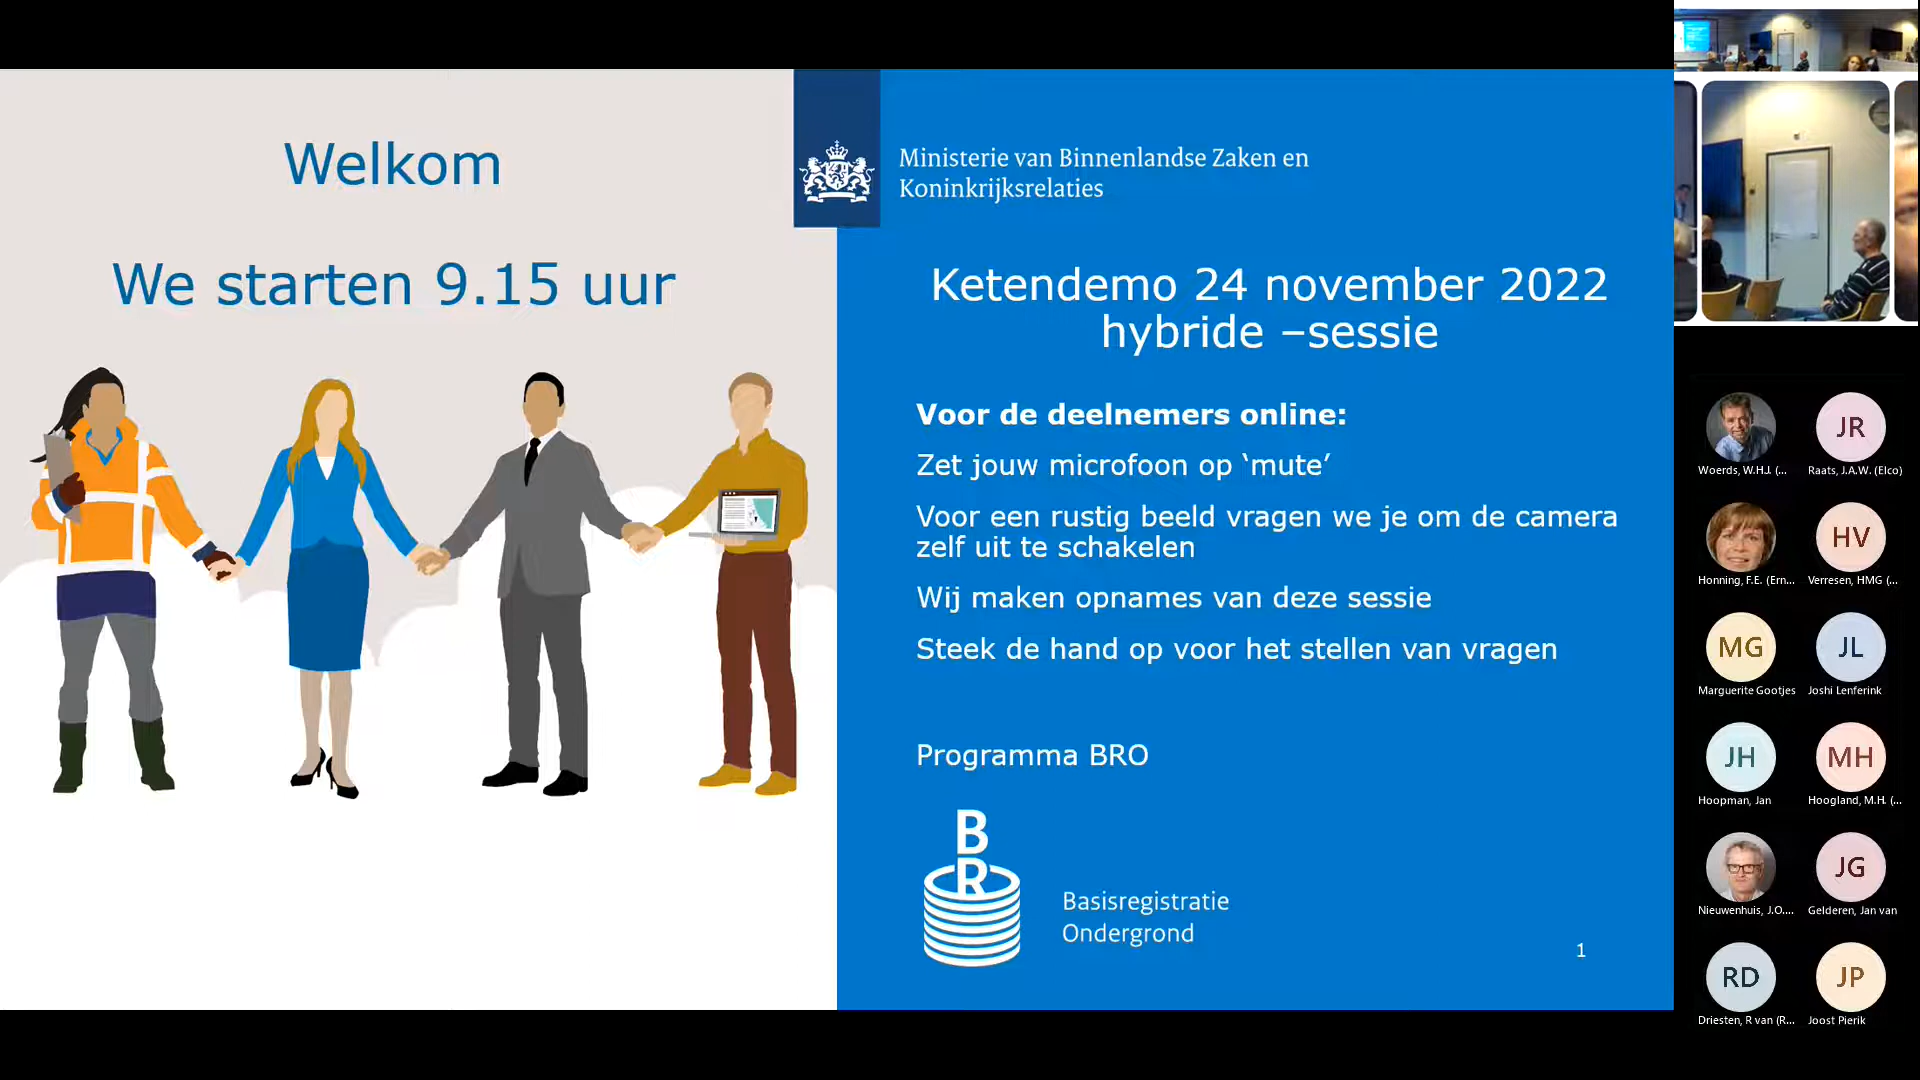 Welkom
We starten 9.15 uur
Ministerie van Binnenlandse Zaken en
Koninkrijksrelaties
Ketendemo 24 november 2022
hybride –sessie
Voor de deelnemers online:
Zet jouw microfoon op ‘mute’
Voor een rustig beeld vragen we je om de camera
zelf uit te schakelen
Wij maken opnames van deze sessie
Steek de hand op voor het stellen van vragen
Programma BRO
B
R
Basisregistratie
Ondergrond
1
JR
Woerds, W.H.J. (...
Raats, J.A.W. (Elco)
HV
Honning, F.E. (Ern...
Verresen, HMG (...
MG
JL
Marguerite Gootjes
Joshi Lenferink
JH
MH
Hoopman, Jan
Hoogland, M.H. (...
JG
Nieuwenhuis, J.O....
Gelderen, Jan van
RD
JP
Driesten, R van (R...
Joost Pierik